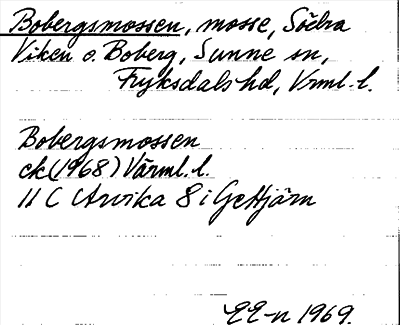 Bobergsmossen, mosse, Södra
Viken o. Boberg, Sunne sn,
Fryksdals hd, Vrml. l.
Bobergsmossen
ek (1968) Värml. l.
11 C Arvika 8 i Gettjärn
EE-n 1969.